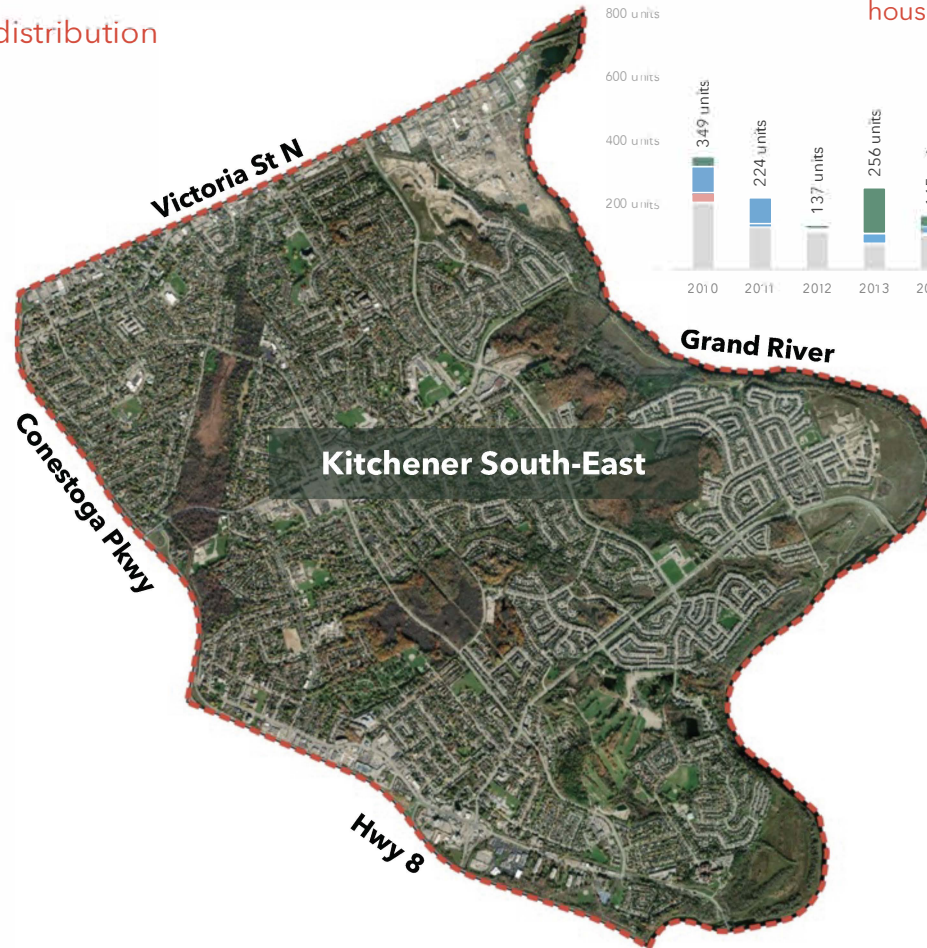 distribution
hous
800 units
600 units
400 units
200 units
349 units
224 units
137 units
256 units
2010
2011
2012
2013
20
Victoria St N
Grand River
Conestoga Pkwy
Kitchener South-East
Hwy 8